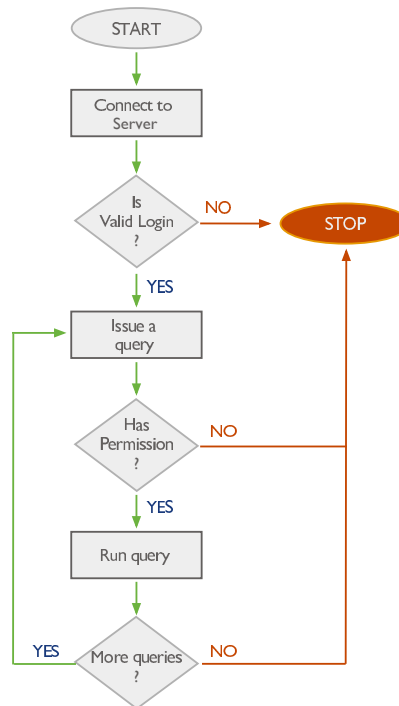 START
Connect to
Server
Is
Valid Login
?
NO
STOP
YES
Issue a
query
Has
Permission
?
NO
YES
Run query
YES
More queries
?
NO